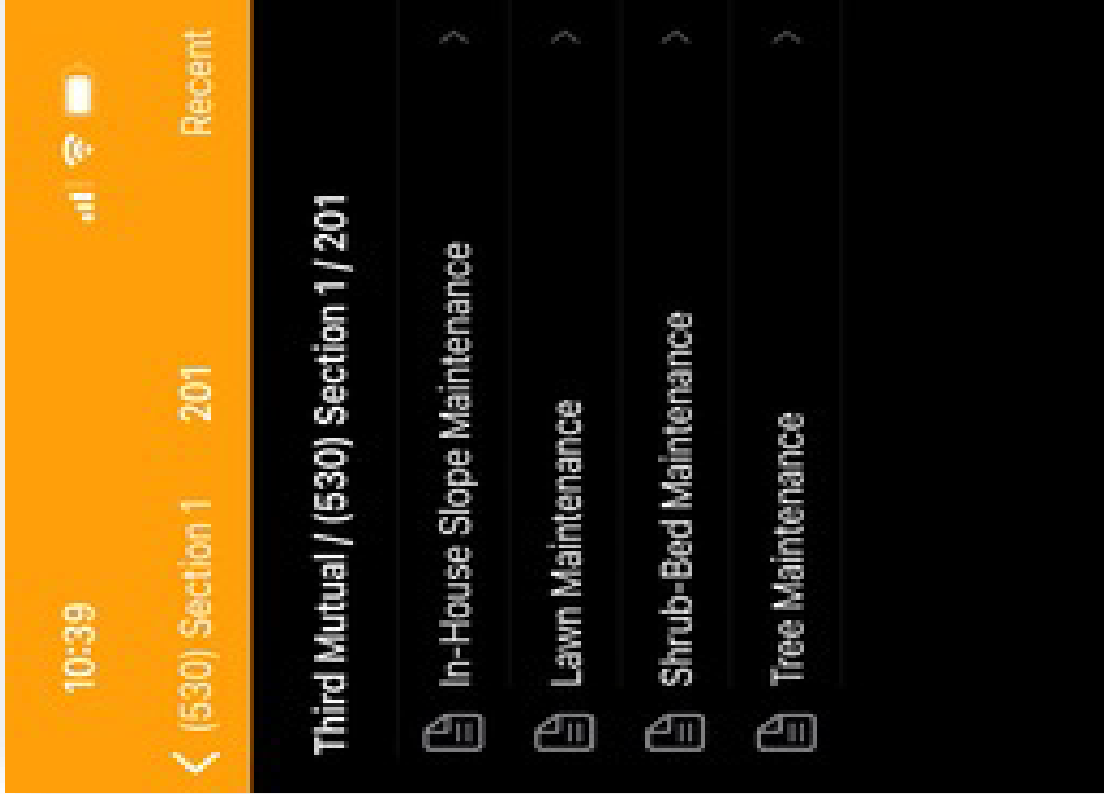 10:39
(530) Section 1 201 Recent
Third Mutual / (530) Section 1 / 201
In-House Slope Maintenance
Lawn Maintenance
Shrub-Bed Maintenance
Tree Maintenance